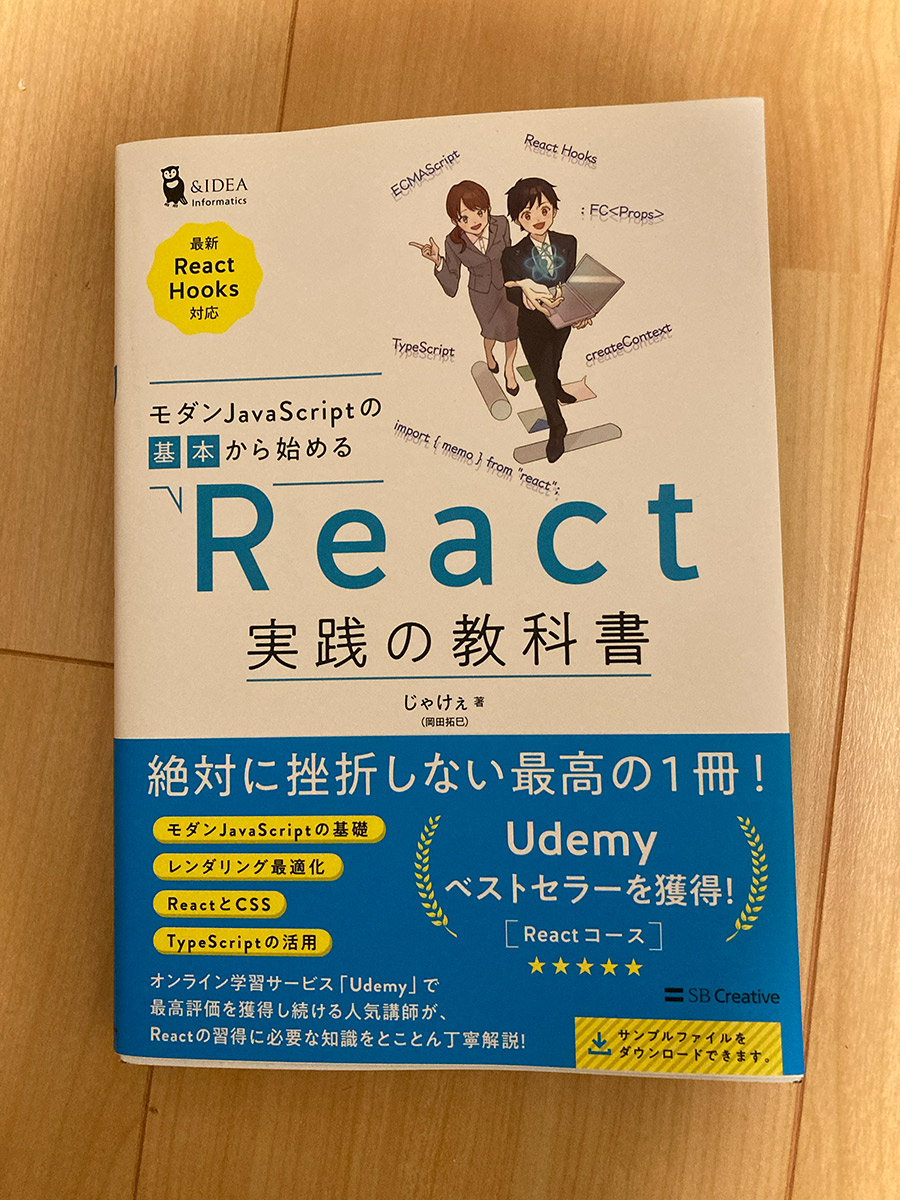 &IDEA
Informatics
最新
React
Hooks
対応
ECMAScript
React Hooks
: FC<Props>
TypeScript
createContext
import { memo } from "react";
モダンJavaScriptの
基本から始める
React
実践の教科書
じゃけぇ 著
(岡田拓巳)
絶対に挫折しない最高の1冊!
モダンJavaScriptの基礎
レンダリング最適化
ReactとCSS
TypeScriptの活用
Udemy
ベストセラーを獲得!
[Reactコース]
★★★★★
オンライン学習サービス「Udemy」で
最高評価を獲得し続ける人気講師が、
Reactの習得に必要な知識をとことん丁寧解説!
SB Creative
サンプルファイルを
ダウンロードできます。